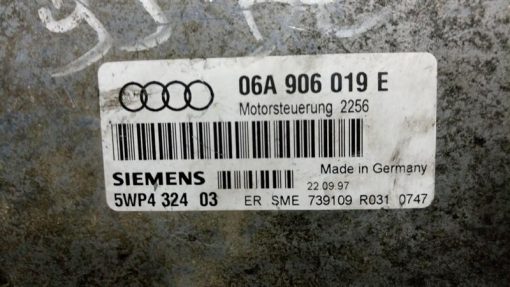 06A 906 019 E
Motorsteuerung 2256
Made in Germany
SIEMENS
22.09.97
5WP4 324 03
ER SME 739109 R031 0747